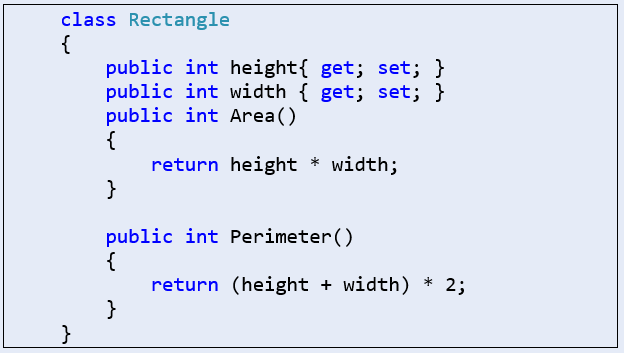 class Rectangle
{
public int height{ get; set; }
public int width { get; set; }
public int Area()
{
return height * width;
}
public int Perimeter()
{
return (height + width) * 2;
}
}